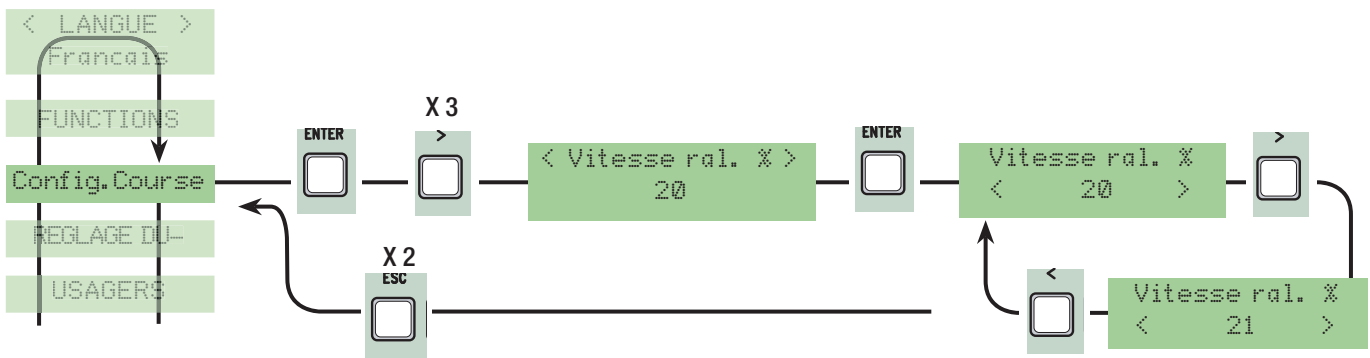 < LANGUE >
Francais
FUNCTIONS
Config.Course
REGLAGE DU-
USAGERS
ENTER
X 3
>
< Vitesse ral. % >
20
ENTER
Vitesse ral. %
< 20 >
>
X 2
ESC
<
Vitesse ral. %
< 21 >